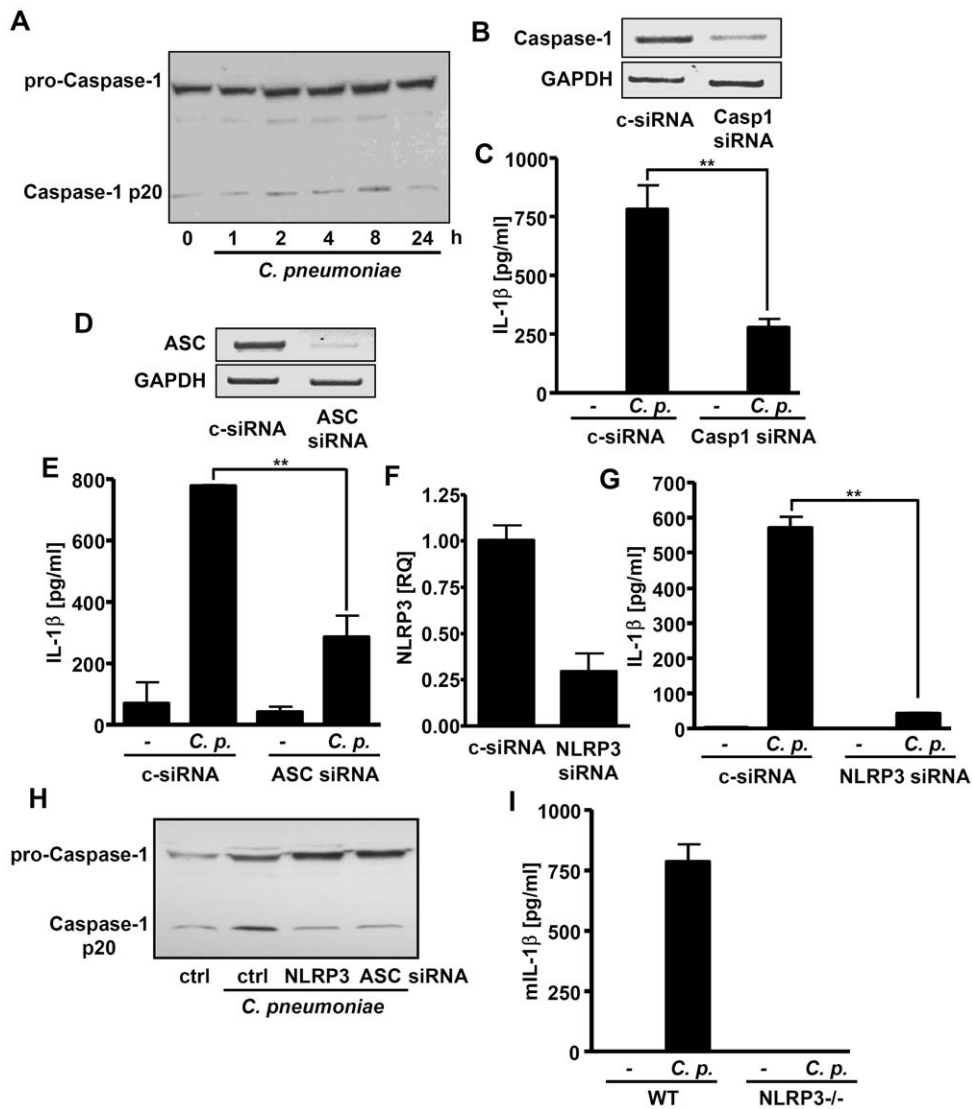 A
pro-Caspase-1
Caspase-1 p20
0 1 2 4 8 24 h
C. pneumoniae
B
Caspase-1
GAPDH
c-siRNA Casp1 siRNA
C
IL-1β [pg/ml]
1000
750
500
250
0
**
- C. p. - C. p.
c-siRNA Casp1 siRNA
D
ASC
GAPDH
c-siRNA ASC siRNA
E
IL-1β [pg/ml]
800
600
400
200
0
**
- C. p. - C. p.
c-siRNA ASC siRNA
F
NLRP3 [RQ]
1.25
1.00
0.75
0.50
0.25
0.00
c-siRNA NLRP3 siRNA
G
IL-1β [pg/ml]
700
600
500
400
300
200
100
0
**
- C. p. - C. p.
c-siRNA NLRP3 siRNA
H
pro-Caspase-1
Caspase-1
p20
ctrl ctrl NLRP3 ASC siRNA
C. pneumoniae
I
mIL-1β [pg/ml]
1000
750
500
250
0
- C. p. - C. p.
WT NLRP3-/-